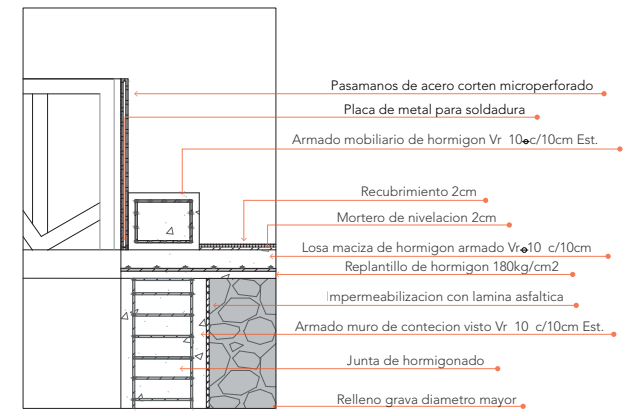 Pasamanos de acero corten microperforado
Placa de metal para soldadura
Armado mobiliario de hormigon Vr 10 c/10cm Est.
Recubrimiento 2cm
Mortero de nivelacion 2cm
Losa maciza de hormigon armado Vr 10 c/10cm
Replantillo de hormigon 180kg/cm2
Impermeabilizacion con lamina asfaltica
Armado muro de contecion visto Vr 10 c/10cm Est.
Junta de hormigonado
Relleno grava diametro mayor